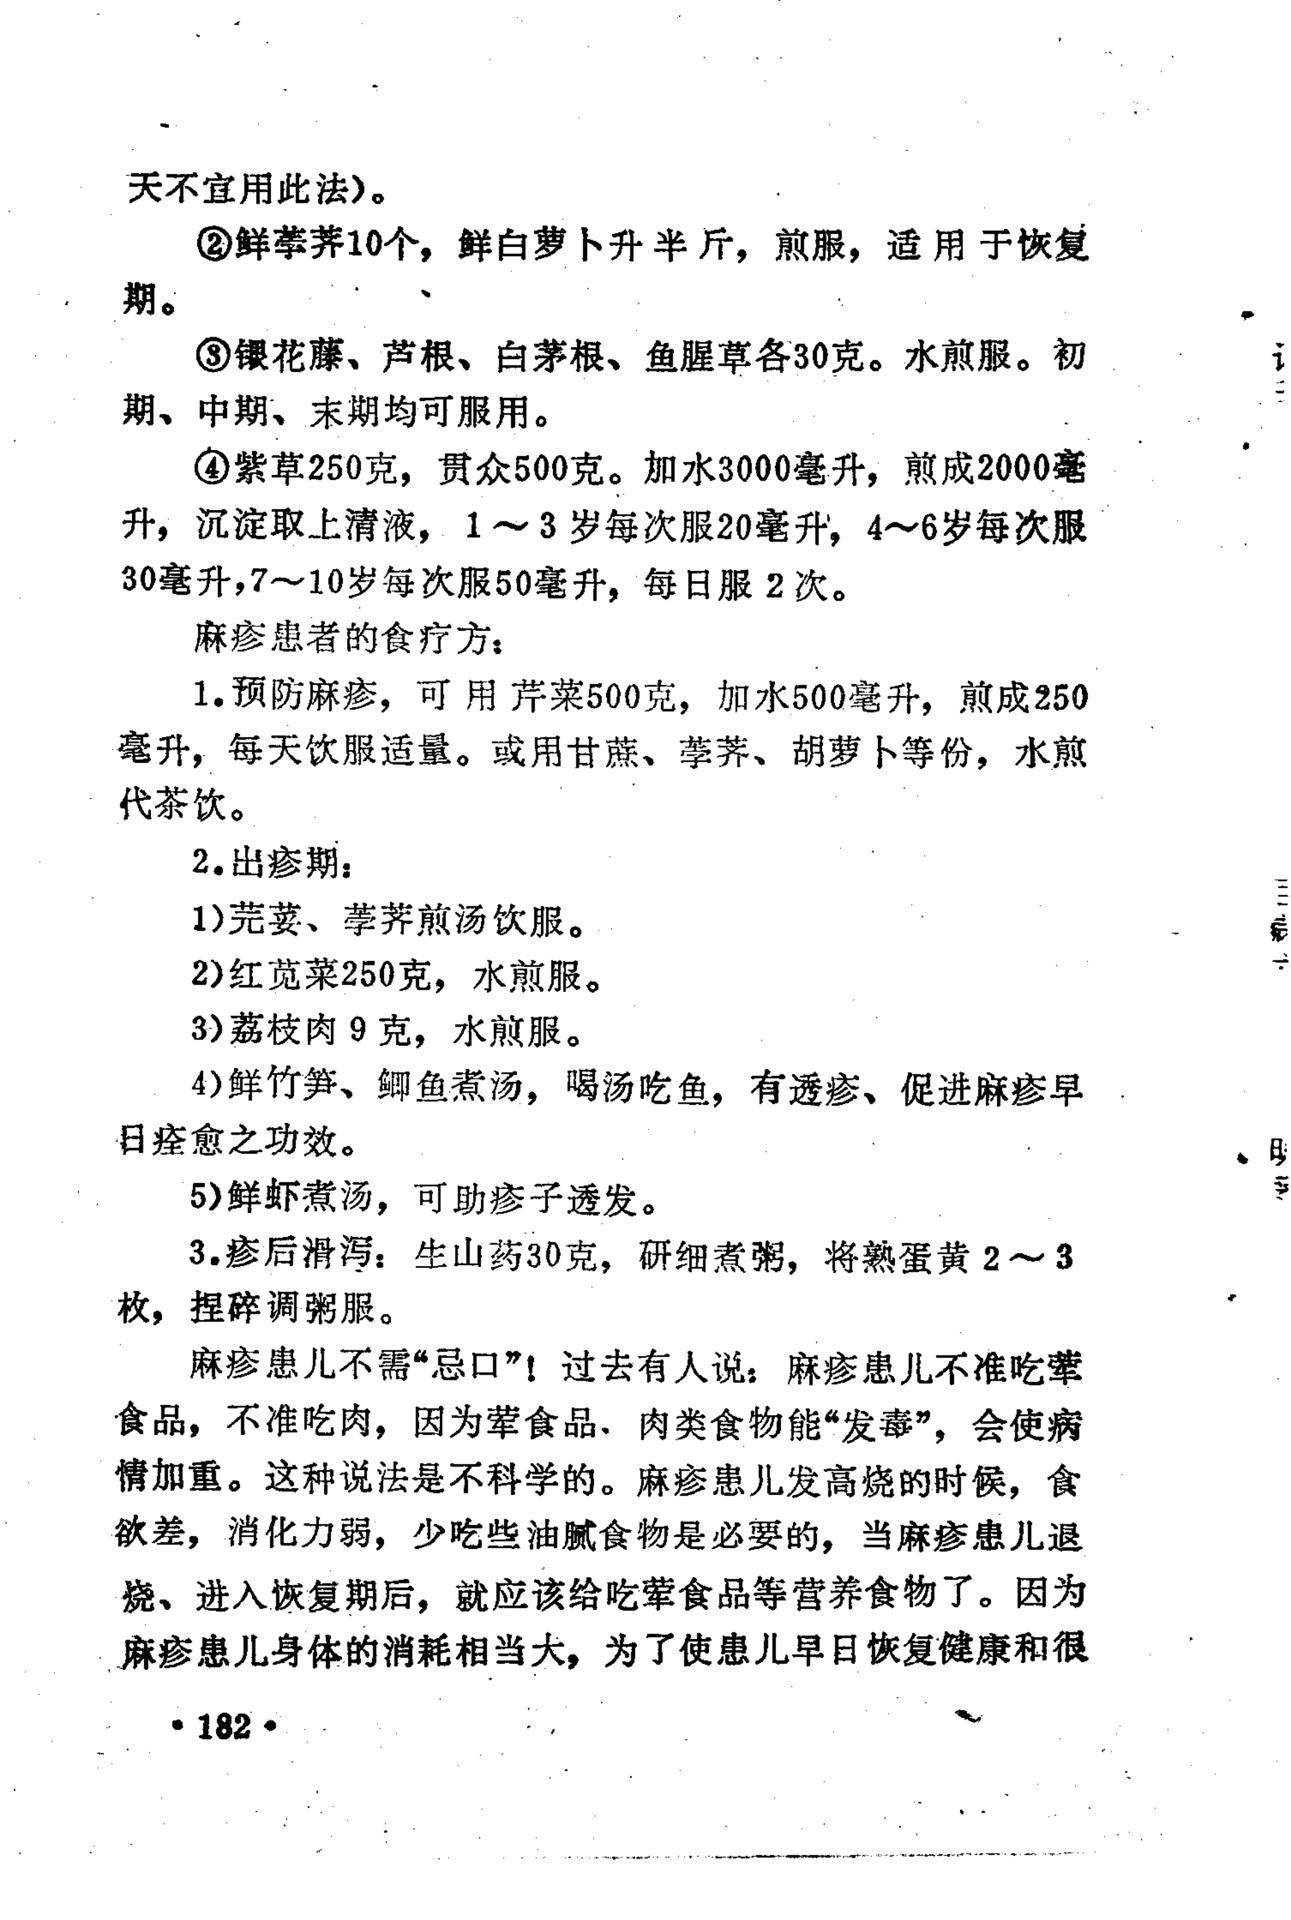 天不宜用此法)。
②鲜荸荠10个，鲜白萝卜升半斤，煎服，适用于恢复
期。
③银花藤、芦根、白茅根、鱼腥草各30克。水煎服。初
期、中期、末期均可服用。
④紫草250克，贯众500克。加水3000毫升，煎成2000毫
升，沉淀取上清液，1～3岁每次服20毫升，4～6岁每次服
30毫升，7～10岁每次服50毫升，每日服2次。
麻疹患者的食疗方：
1.预防麻疹，可用芹菜500克，加水500毫升，煎成250
毫升，每天饮服适量。或用甘蔗、荸荠、胡萝卜等份，水煎
代茶饮。
2.出疹期：
1)芫荽、荸荠煎汤饮服。
2)红苋菜250克，水煎服。
3)荔枝肉9克，水煎服。
4)鲜竹笋、鲫鱼煮汤，喝汤吃鱼，有透疹、促进麻疹早
日痊愈之功效。
5)鲜虾煮汤，可助疹子透发。
3.疹后滑泻：生山药30克，研细煮粥，将熟蛋黄2～3
枚，捏碎调粥服。
麻疹患儿不需“忌口”！过去有人说：麻疹患儿不准吃荤
食品，不准吃肉，因为荤食品、肉类食物能“发毒”，会使病
情加重。这种说法是不科学的。麻疹患儿发高烧的时候，食
欲差，消化力弱，少吃些油腻食物是必要的，当麻疹患儿退
烧、进入恢复期后，就应该给吃荤食品等营养食物了。因为
麻疹患儿身体的消耗相当大，为了使患儿早日恢复健康和很
•182•